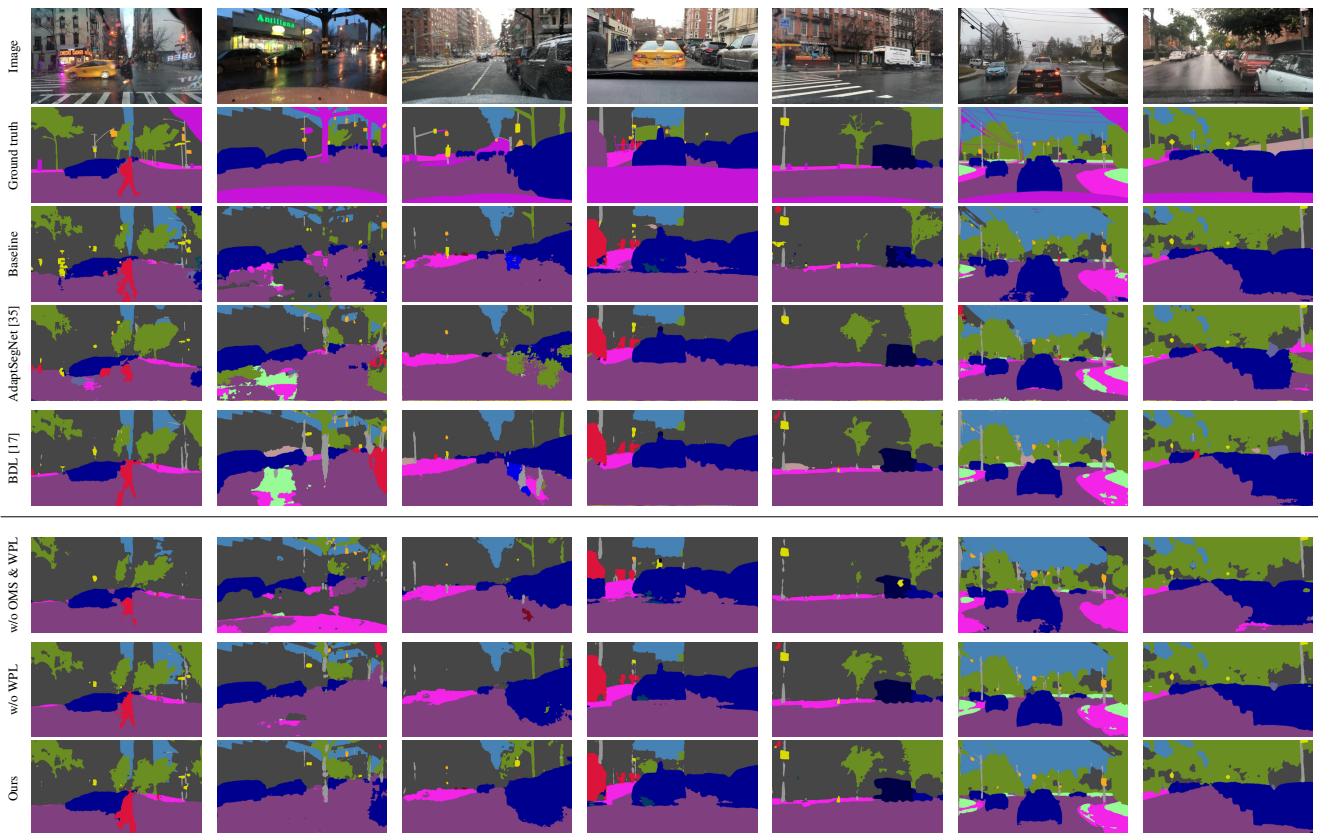 Image
Ground truth
Baseline
AdaptSegNet [35]
BDL [17]
w/o OMS & WPL
w/o WPL
Ours